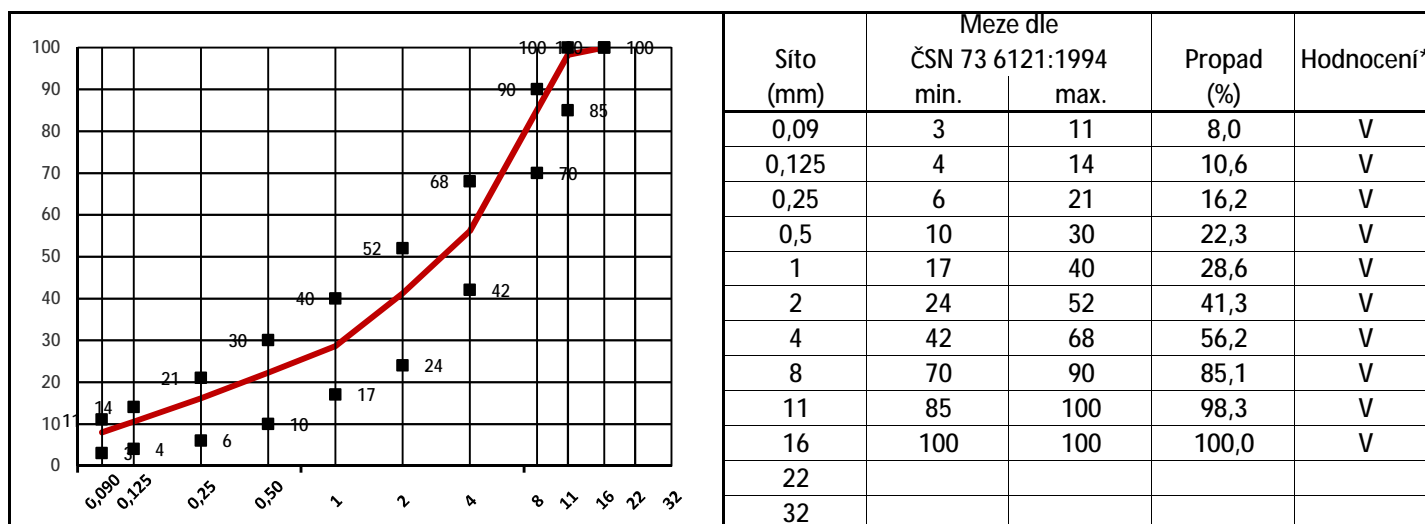 100
90
80
70
60
50
40
30
20
10
0
100 100 100
90
85
68
70
52
42
40
30
24
21
17
11 14
10
6
3 4
0,090 0,125 0,25 0,50 1 2 4 8 11 16 22 32
Meze dle
Síto ČSN 73 6121:1994 Propad Hodnocení*
(mm) min. max. (%)
0,09 3 11 8,0 V
0,125 4 14 10,6 V
0,25 6 21 16,2 V
0,5 10 30 22,3 V
1 17 40 28,6 V
2 24 52 41,3 V
4 42 68 56,2 V
8 70 90 85,1 V
11 85 100 98,3 V
16 100 100 100,0 V
22
32